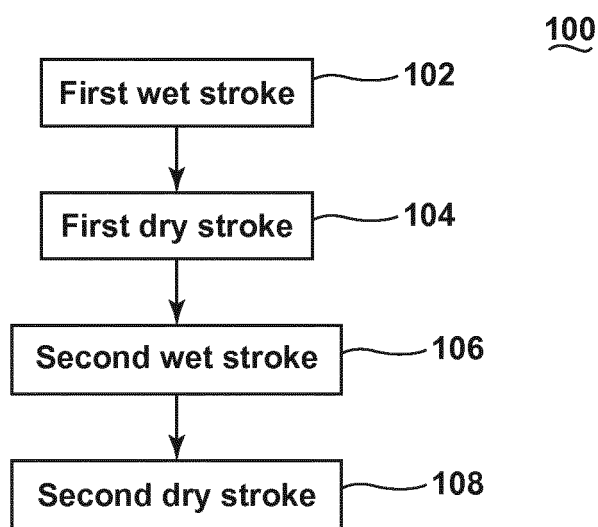 100
First wet stroke
102
First dry stroke
104
Second wet stroke
106
Second dry stroke
108